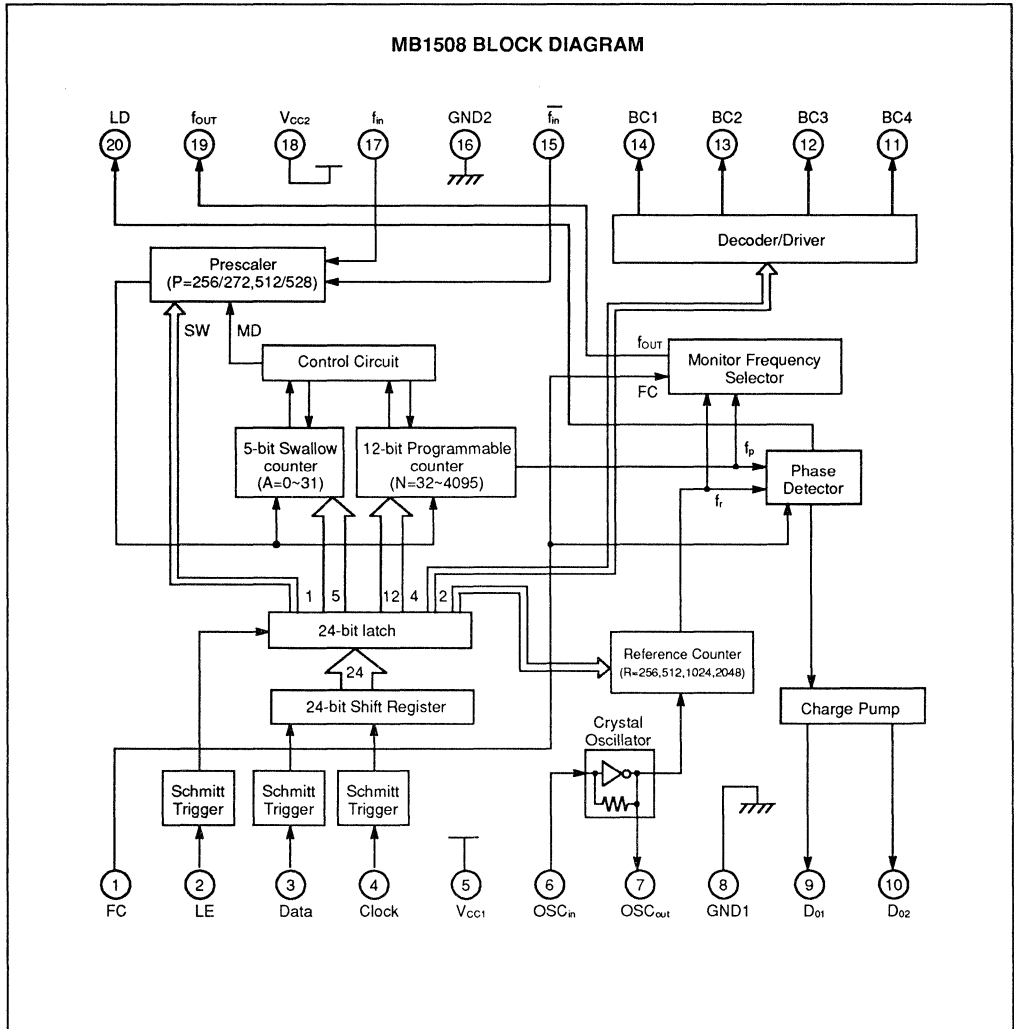 MB1508 BLOCK DIAGRAM
LD fOUT VCC2 fin GND2 f̅i̅n̅ BC1 BC2 BC3 BC4
20 19 18 17 16 15 14 13 12 11
Decoder/Driver
Prescaler
(P=256/272,512/528)
SW MD
fOUT
Monitor Frequency
Selector
Control Circuit
FC
5-bit Swallow
counter
(A=0~31)
12-bit Programmable
counter
(N=32~4095)
fp
Phase
Detector
fr
1 5 12 4 2
24-bit latch
Reference Counter
(R=256,512,1024,2048)
24
24-bit Shift Register
Charge Pump
Crystal
Oscillator
Schmitt
Trigger
Schmitt
Trigger
Schmitt
Trigger
1 2 3 4 5 6 7 8 9 10
FC LE Data Clock VCC1 OSCin OSCout GND1 D01 D02